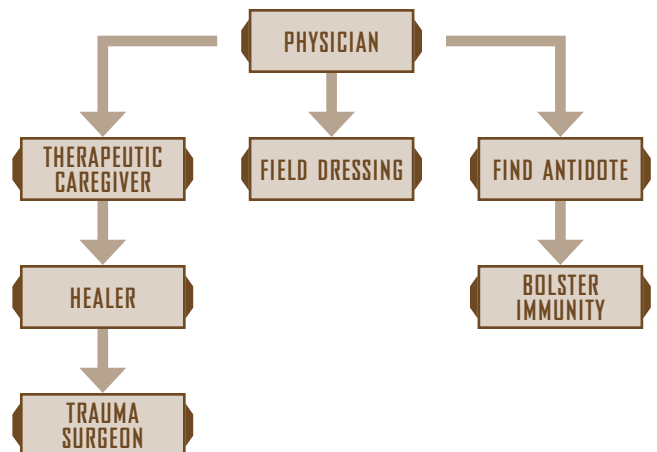 PHYSICIAN
THERAPEUTIC
CAREGIVER
FIELD DRESSING
FIND ANTIDOTE
HEALER
BOLSTER
IMMUNITY
TRAUMA
SURGEON